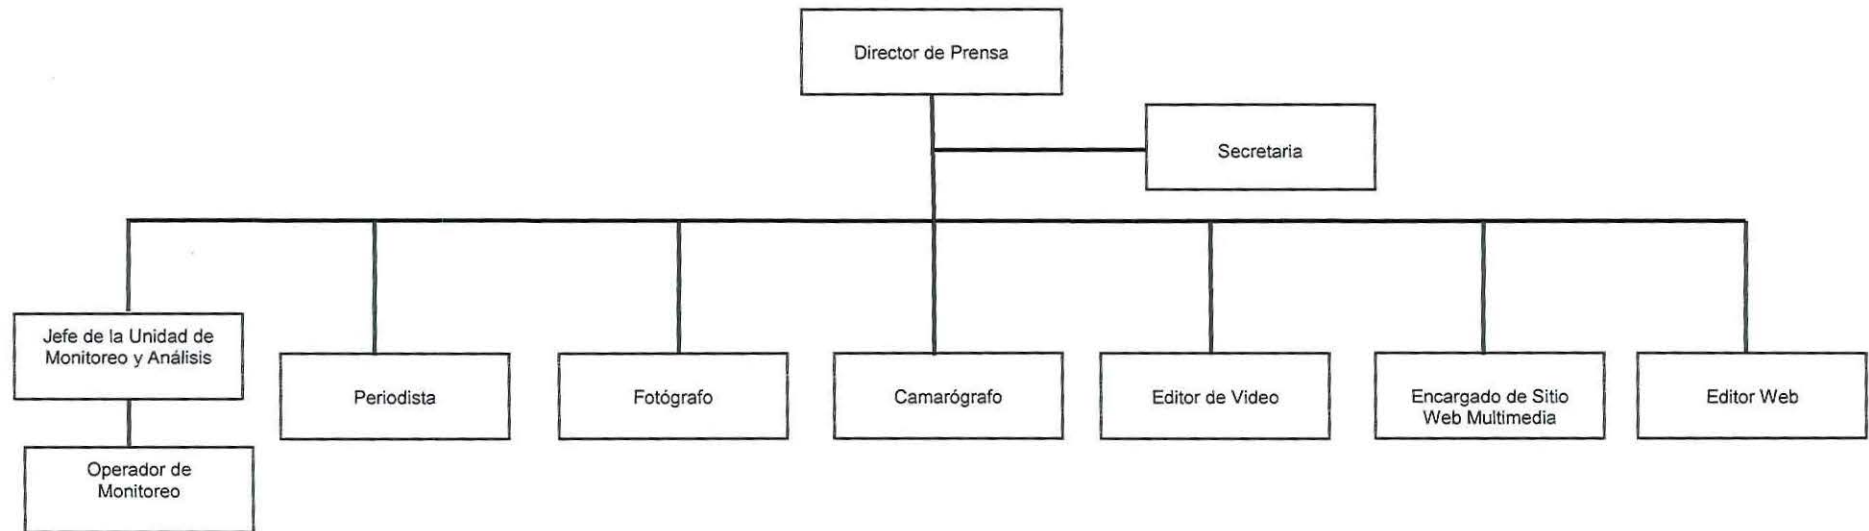 Director de Prensa
Secretaria
Jefe de la Unidad de
Monitoreo y Análisis
Periodista
Fotógrafo
Camarógrafo
Editor de Video
Encargado de Sitio
Web Multimedia
Editor Web
Operador de
Monitoreo